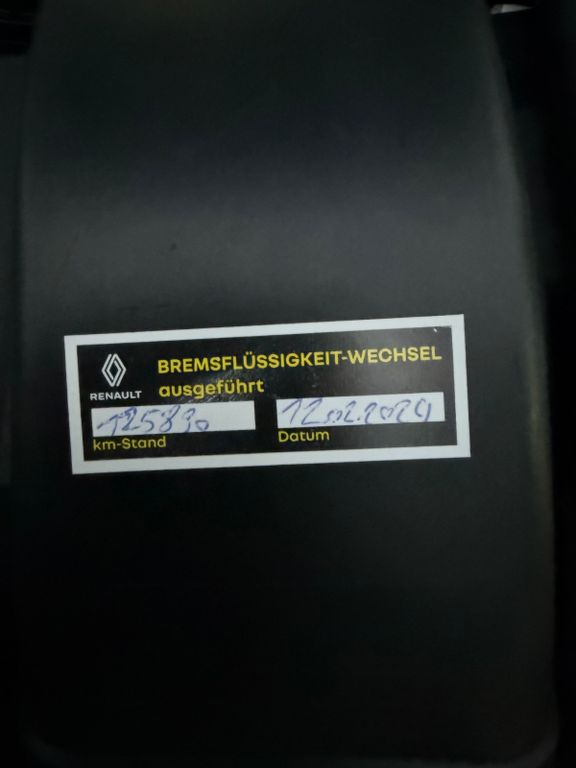 BREMSFLÜSSIGKEIT-WECHSEL
RENAULT ausgeführt
125830 12.02.2024
km-Stand Datum